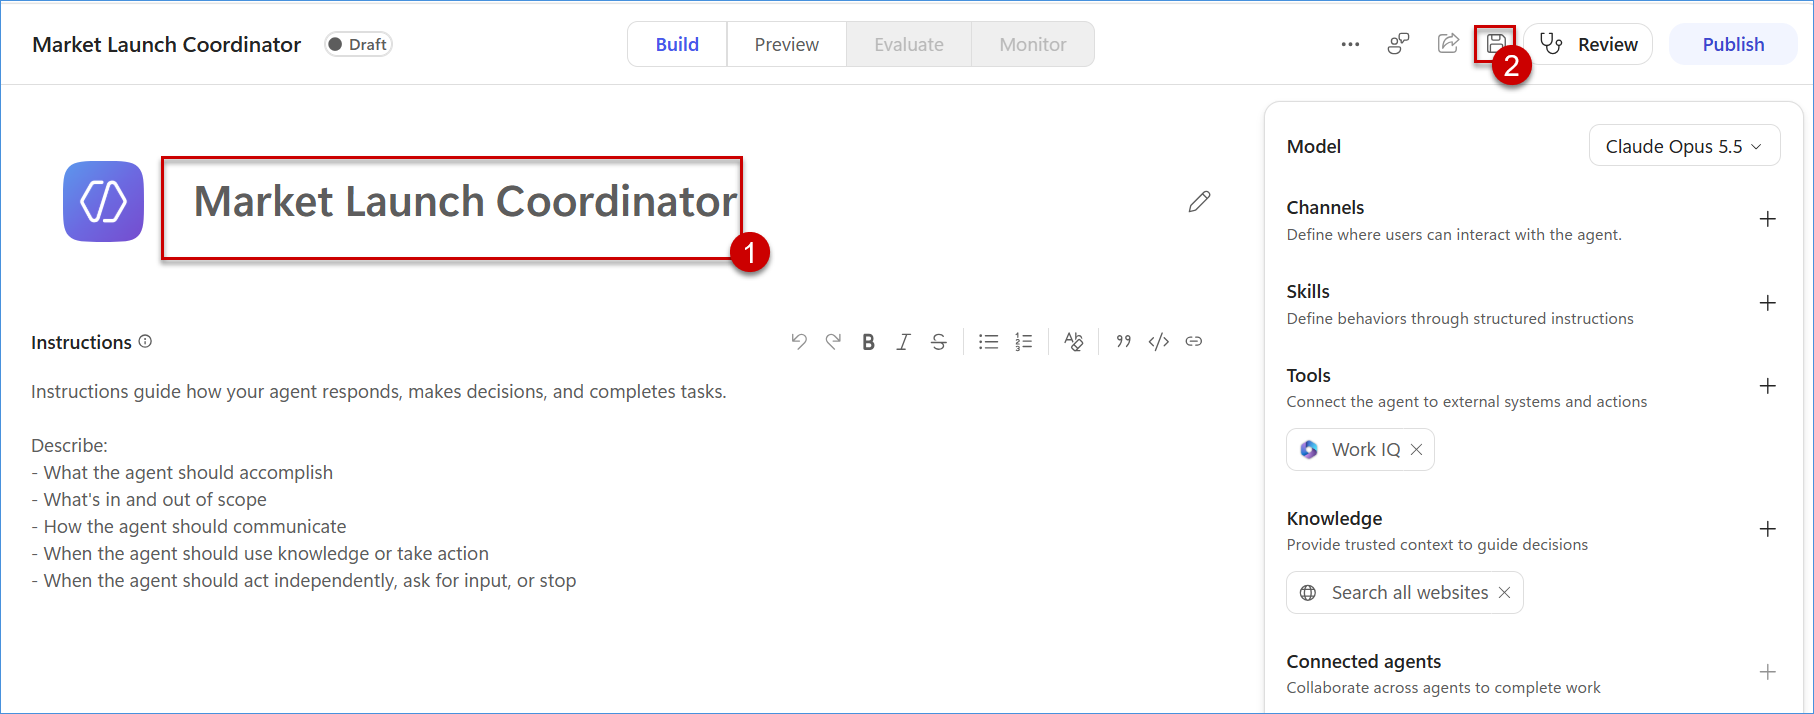 Market Launch Coordinator
Draft
Build
Preview
Evaluate
Monitor
Review
Publish
2
Market Launch Coordinator
1
Instructions
Instructions guide how your agent responds, makes decisions, and completes tasks.
Describe:
- What the agent should accomplish
- What's in and out of scope
- How the agent should communicate
- When the agent should use knowledge or take action
- When the agent should act independently, ask for input, or stop
Model
Claude Opus 5.5
Channels
Define where users can interact with the agent.
Skills
Define behaviors through structured instructions
Tools
Connect the agent to external systems and actions
Work IQ
Knowledge
Provide trusted context to guide decisions
Search all websites
Connected agents
Collaborate across agents to complete work